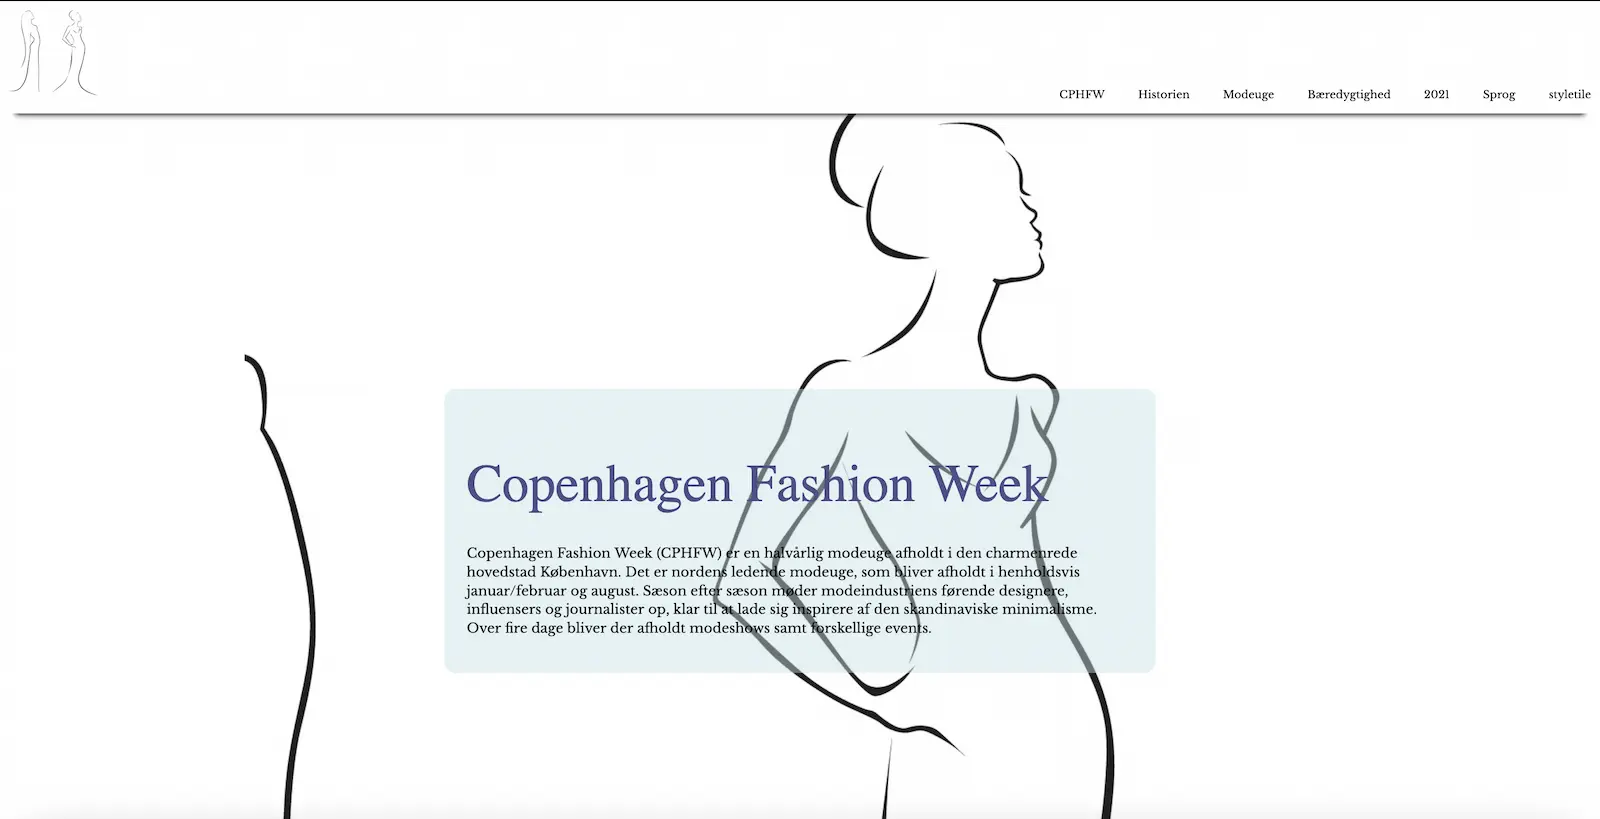 CPHFW Historien Modeuge Bæredygtighed 2021 Sprog styletile
Copenhagen Fashion Week
Copenhagen Fashion Week (CPHFW) er en halvårlig modeuge afholdt i den charmenrede
hovedstad København. Det er nordens ledende modeuge, som bliver afholdt i henholdsvis
januar/februar og august. Sæson efter sæson møder modeindustriens førende designere,
influensers og journalister op, klar til at lade sig inspirere af den skandinaviske minimalisme.
Over fire dage bliver der afholdt modeshows samt forskellige events.